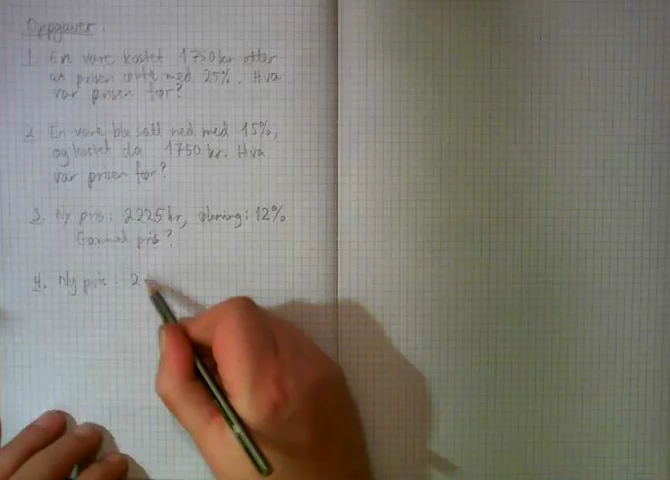 Oppgaver.
1. En vare kostet 1750 kr etter
at prisen økte med 25%. Hva
var prisen før?
2. En vare ble satt ned med 15%,
og kostet da 1750 kr. Hva
var prisen før?
3. Ny pris: 2225 kr, økning: 12%
Gammel pris?
4. Ny pris: 2